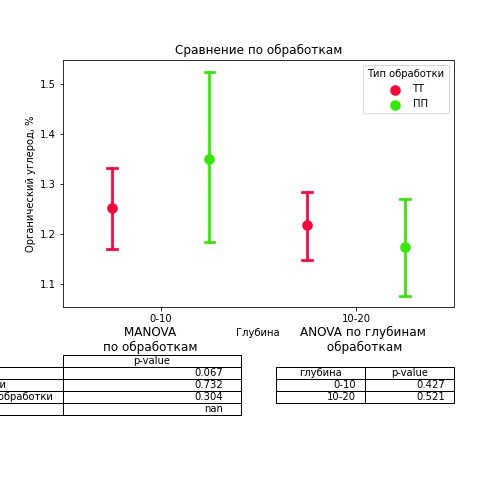 Сравнение по обработкам
Тип обработки
ТТ
ПП
Органический углерод, %
1.5
1.4
1.3
1.2
1.1
0-10
10-20
Глубина
MANOVA
по обработкам
p-value
0.067
0.732
0.304
nan
ANOVA по глубинам
обработкам
глубина p-value
0-10 0.427
10-20 0.521